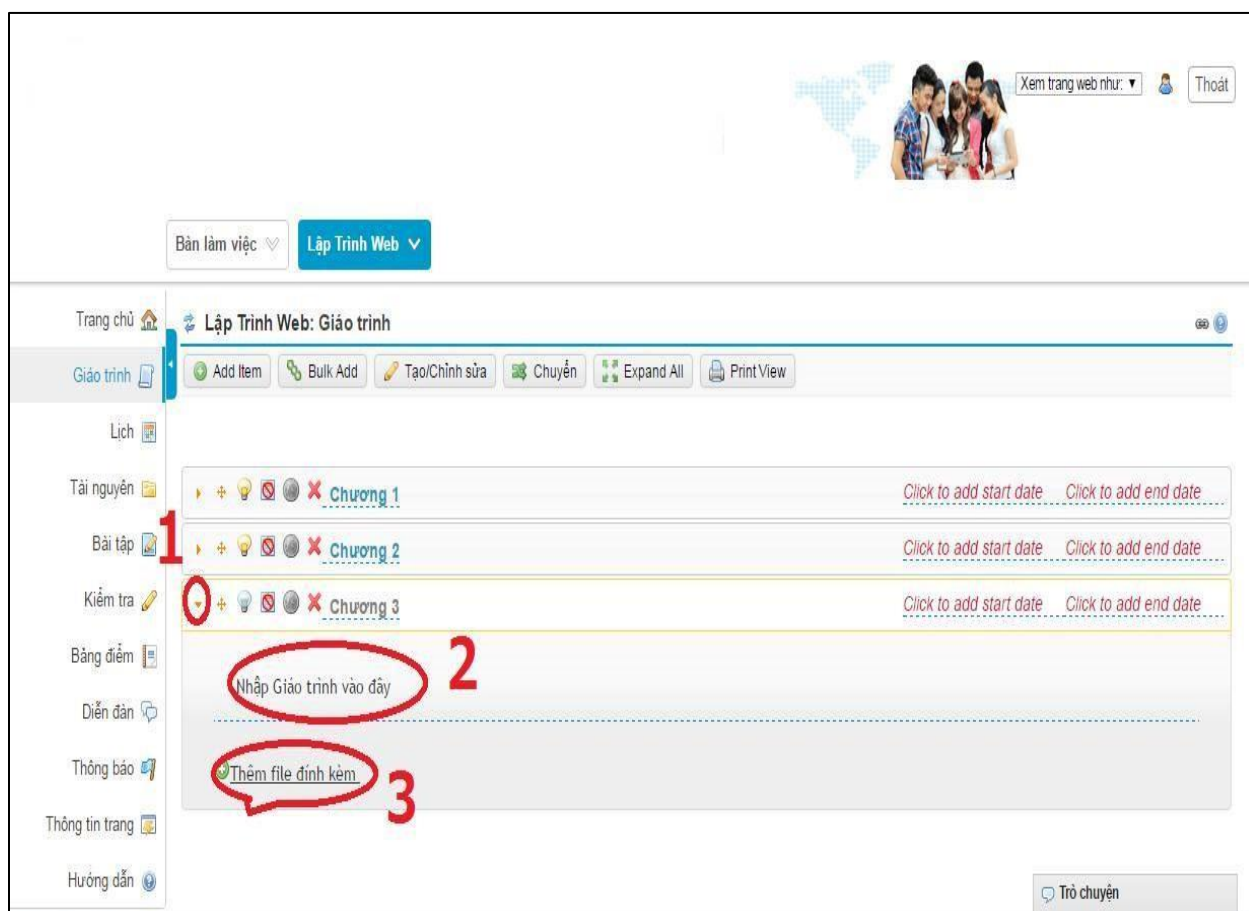 Xem trang web như: ▼
Thoát
Bàn làm việc
Lập Trình Web
Trang chủ
Giáo trình
Lịch
Tài nguyên
Bài tập
Kiểm tra
Bảng điểm
Diễn đàn
Thông báo
Thông tin trang
Hướng dẫn
Lập Trình Web: Giáo trình
Add Item Bulk Add Tạo/Chỉnh sửa Chuyển Expand All Print View
Chương 1 Click to add start date Click to add end date
1
Chương 2 Click to add start date Click to add end date
Chương 3 Click to add start date Click to add end date
Nhập Giáo trình vào đây
2
Thêm file đính kèm
3
Trò chuyện